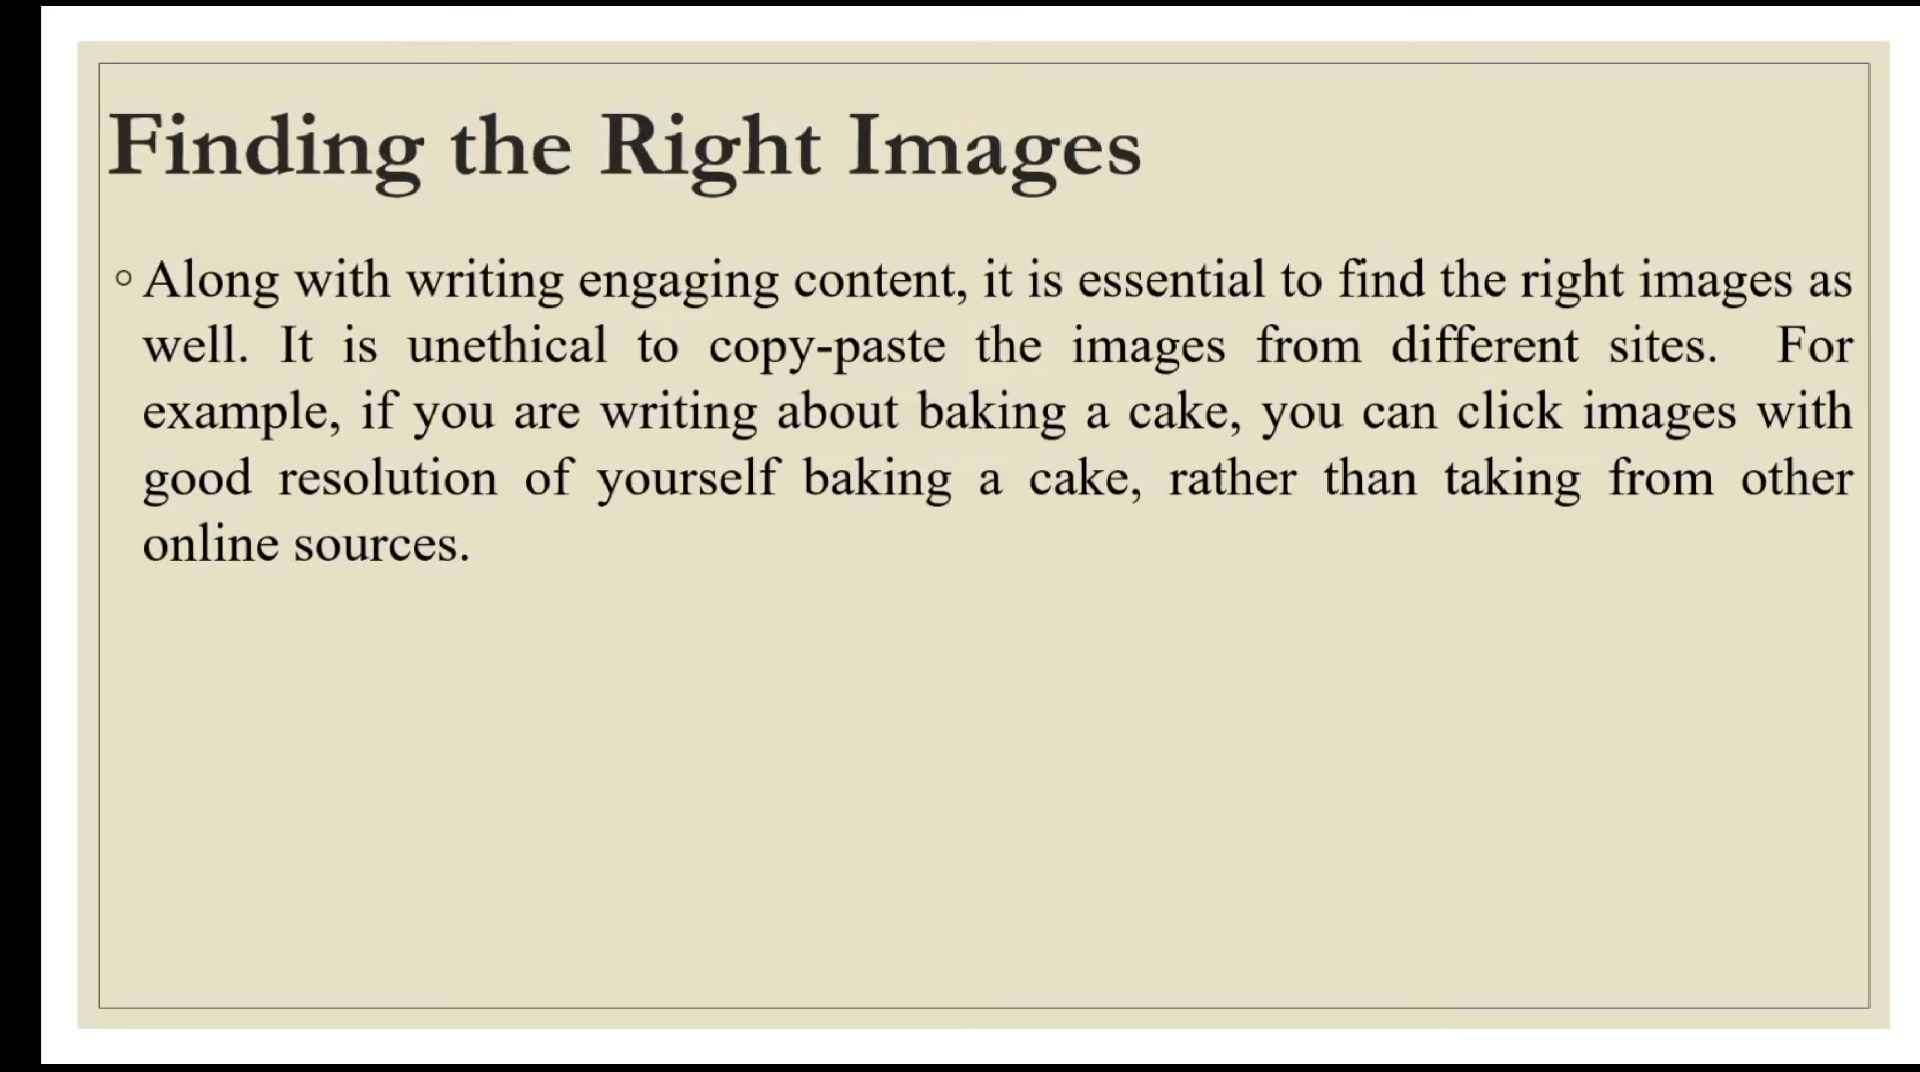 Finding the Right Images
◦ Along with writing engaging content, it is essential to find the right images as
well. It is unethical to copy-paste the images from different sites. For
example, if you are writing about baking a cake, you can click images with
good resolution of yourself baking a cake, rather than taking from other
online sources.